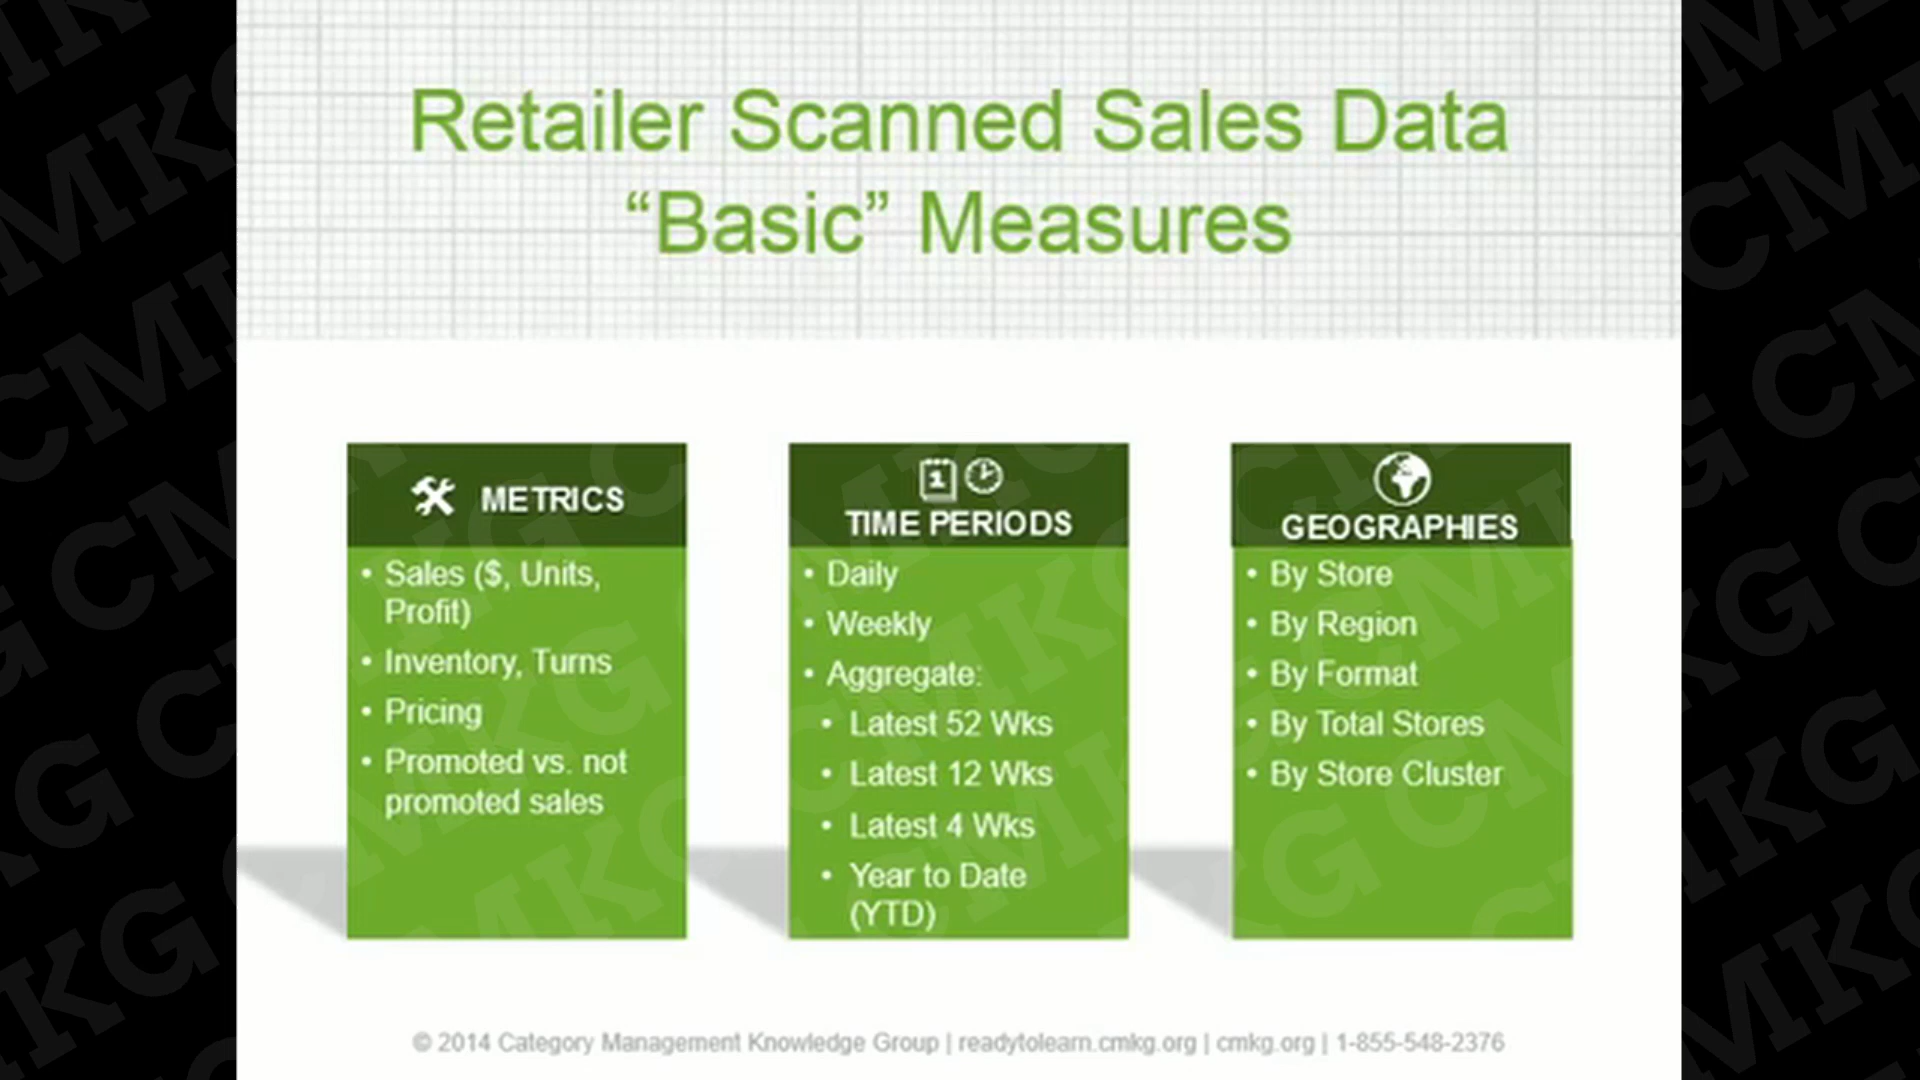 Retailer Scanned Sales Data
“Basic” Measures
METRICS
• Sales ($, Units,
Profit)
• Inventory, Turns
• Pricing
• Promoted vs. not
promoted sales
1
TIME PERIODS
• Daily
• Weekly
• Aggregate:
• Latest 52 Wks
• Latest 12 Wks
• Latest 4 Wks
• Year to Date
(YTD)
GEOGRAPHIES
• By Store
• By Region
• By Format
• By Total Stores
• By Store Cluster
© 2014 Category Management Knowledge Group | readytolearn.cmkg.org | cmkg.org | 1-855-548-2376
CMKG